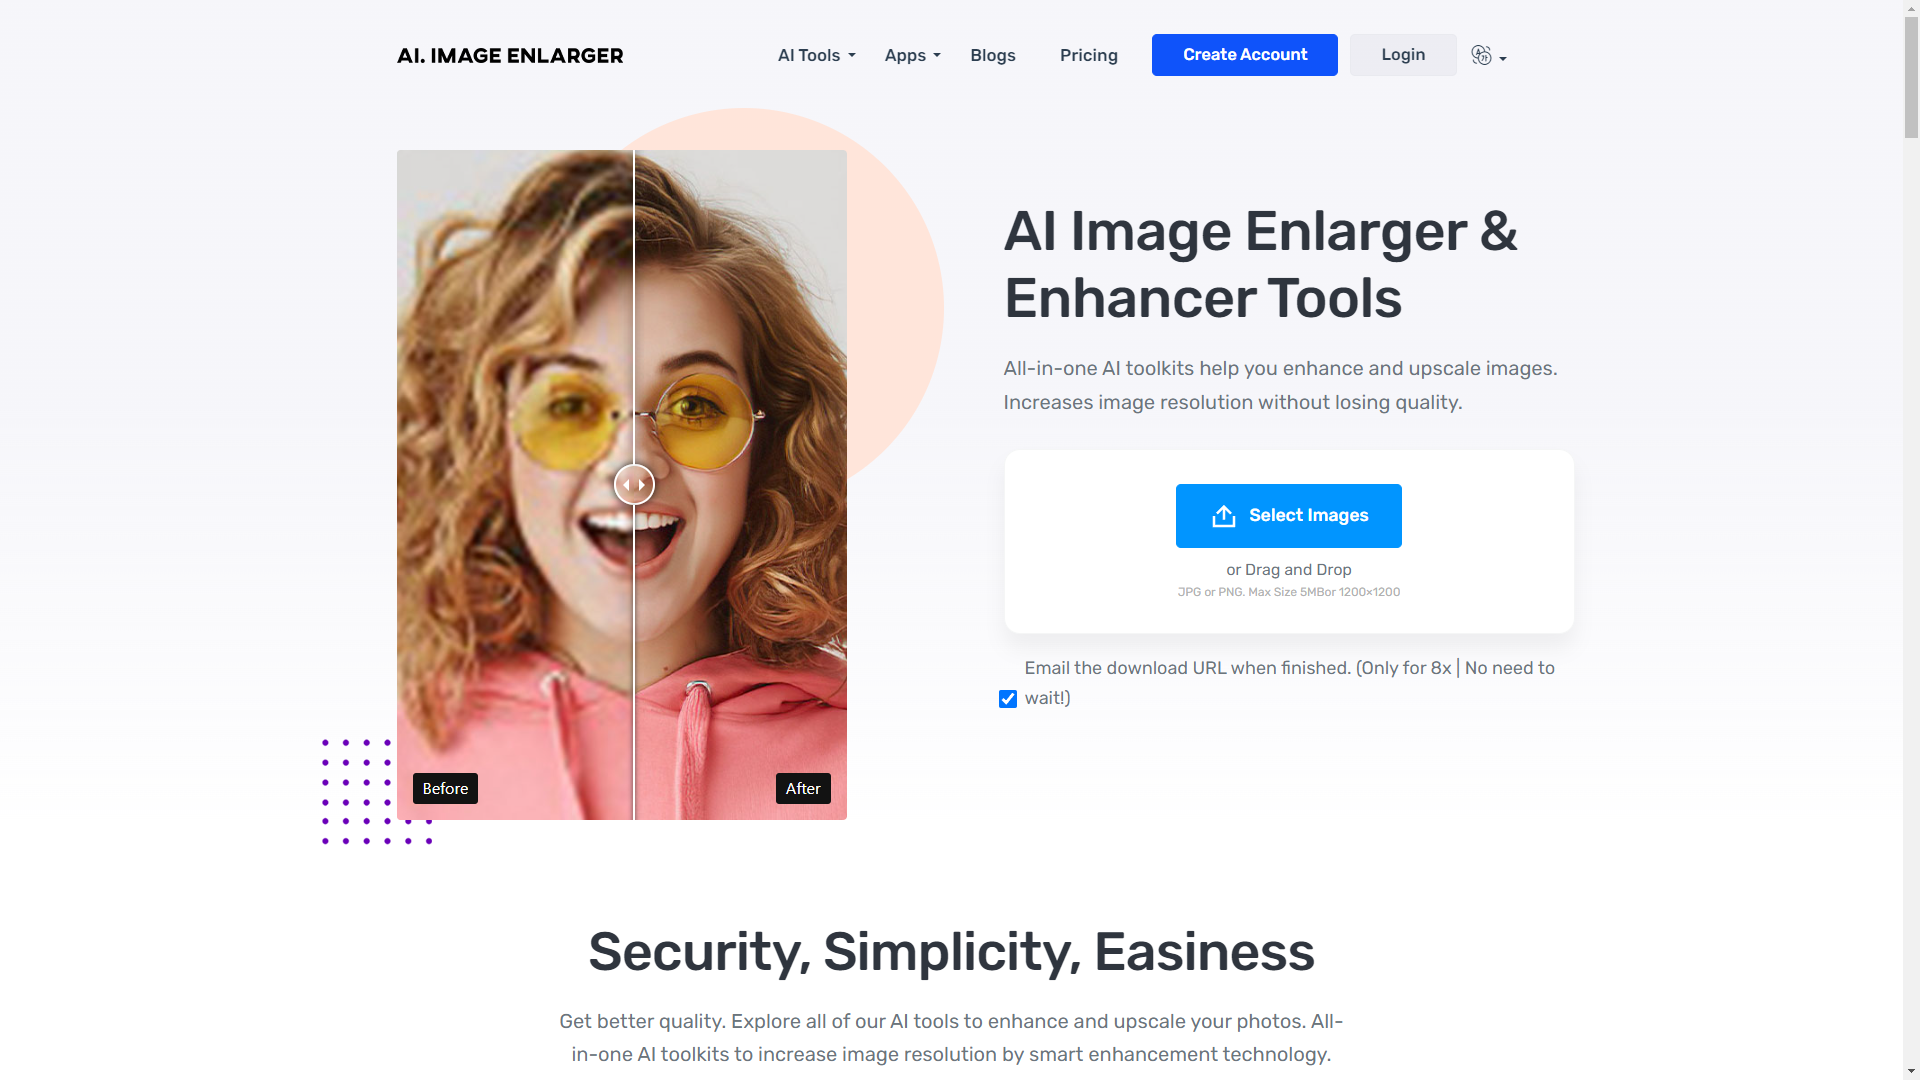 AI. IMAGE ENLARGER
AI Tools
Apps
Blogs
Pricing
Create Account
Login
AI Image Enlarger &
Enhancer Tools
All-in-one AI toolkits help you enhance and upscale images.
Increases image resolution without losing quality.
Select Images
or Drag and Drop
JPG or PNG. Max Size 5MBor 1200×1200
Email the download URL when finished. (Only for 8x | No need to
wait!)
Before
After
Security, Simplicity, Easiness
Get better quality. Explore all of our AI tools to enhance and upscale your photos. All-
in-one AI toolkits to increase image resolution by smart enhancement technology.